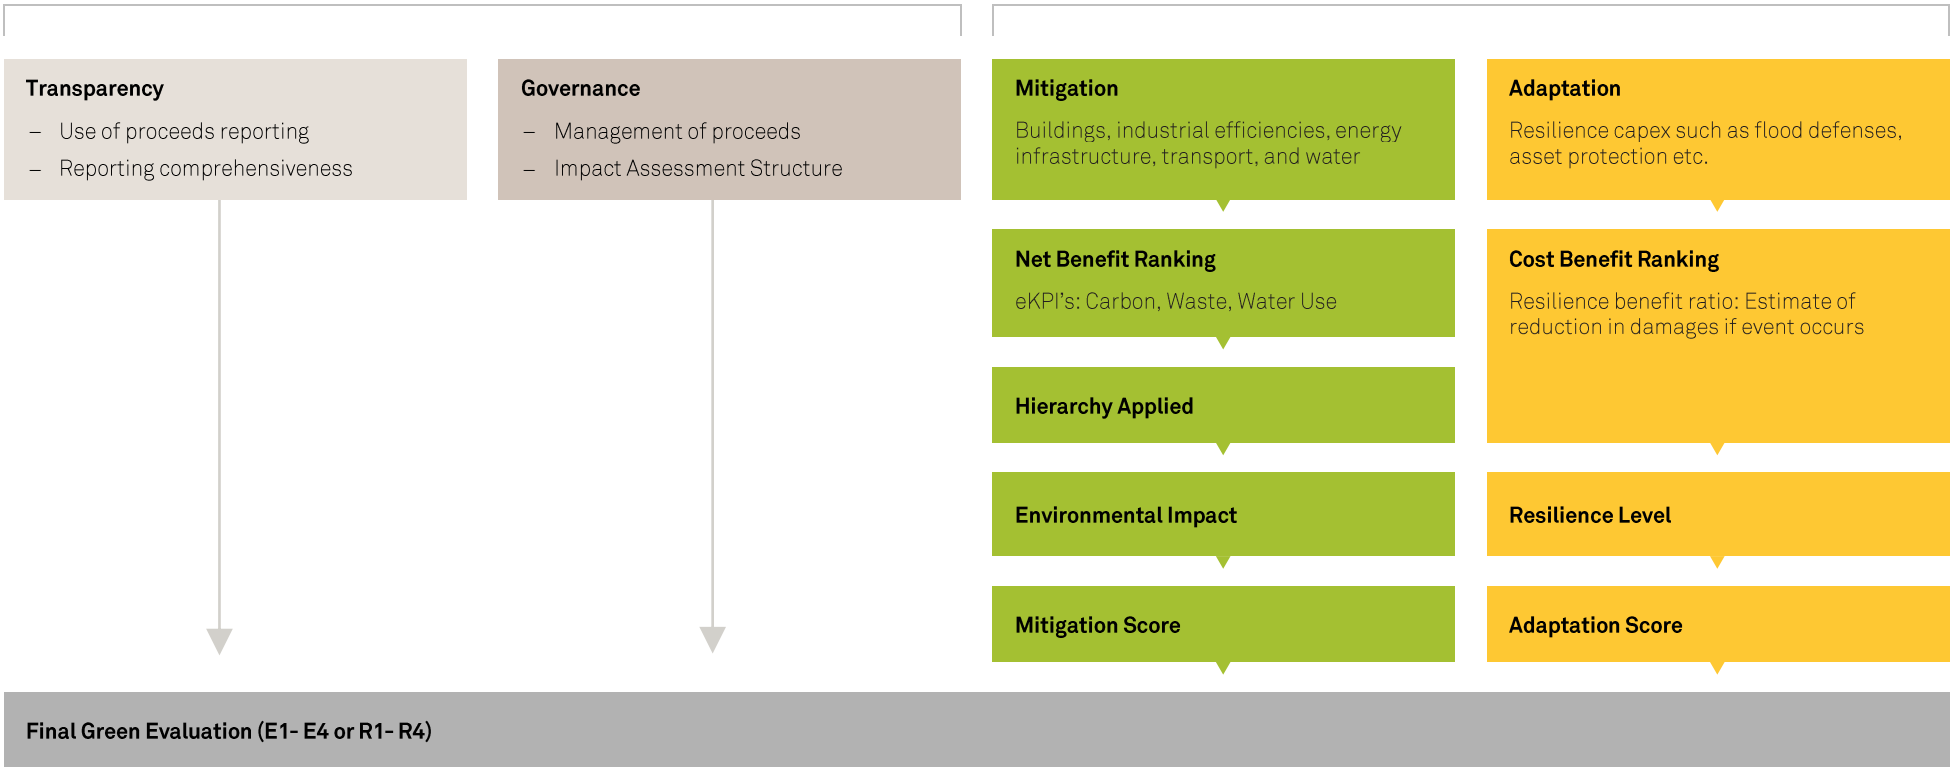 Transparency
– Use of proceeds reporting
– Reporting comprehensiveness
Governance
– Management of proceeds
– Impact Assessment Structure
Mitigation
Buildings, industrial efficiencies, energy
infrastructure, transport, and water
Net Benefit Ranking
eKPI's: Carbon, Waste, Water Use
Hierarchy Applied
Environmental Impact
Mitigation Score
Adaptation
Resilience capex such as flood defenses,
asset protection etc.
Cost Benefit Ranking
Resilience benefit ratio: Estimate of
reduction in damages if event occurs
Resilience Level
Adaptation Score
Final Green Evaluation (E1- E4 or R1- R4)